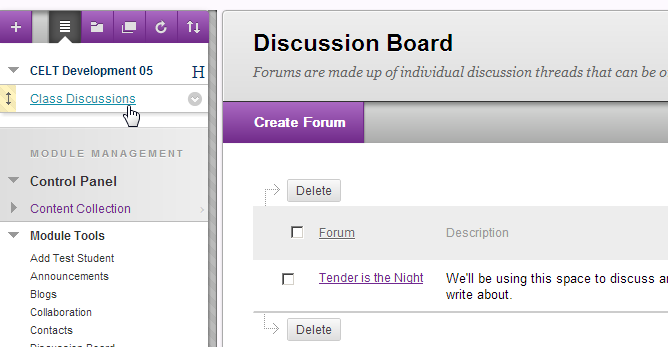 CELT Development 05
Class Discussions
MODULE MANAGEMENT
Control Panel
Content Collection
Module Tools
Add Test Student
Announcements
Blogs
Collaboration
Contacts
Discussion Board
Discussion Board
Forums are made up of individual discussion threads that can be o
Create Forum
Delete
Forum Description
Tender is the Night We'll be using this space to discuss an
write about.
Delete